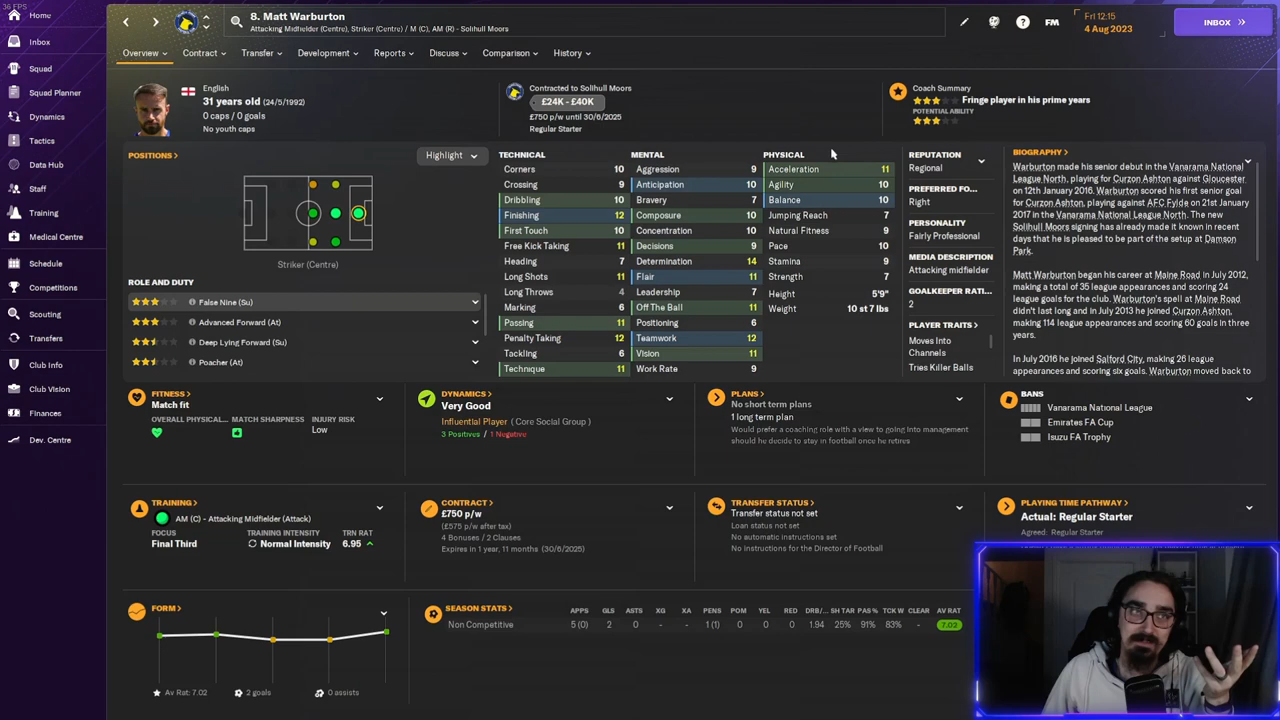 36 FPS
Home
Inbox
Squad
Squad Planner
Dynamics
Tactics
Data Hub
Staff
Training
Medical Centre
Schedule
Competitions
Scouting
Transfers
Club Info
Club Vision
Finances
Dev. Centre
8. Matt Warburton
Attacking Midfielder (Centre), Striker (Centre) / M (C), AM (R) - Solihull Moors
FM
Fri 12:15
4 Aug 2023
INBOX
Overview
Contract
Transfer
Development
Reports
Discuss
Comparison
History
English
31 years old (24/5/1992)
0 caps / 0 goals
No youth caps
Contracted to Solihull Moors
£24K - £40K
£750 p/w until 30/6/2025
Regular Starter
Coach Summary
Fringe player in his prime years
POTENTIAL ABILITY
POSITIONS
Highlight
Striker (Centre)
ROLE AND DUTY
False Nine (Su)
Advanced Forward (At)
Deep Lying Forward (Su)
Poacher (At)
TECHNICAL
Corners 10
Crossing 9
Dribbling 10
Finishing 12
First Touch 10
Free Kick Taking 11
Heading 7
Long Shots 11
Long Throws 4
Marking 6
Passing 11
Penalty Taking 12
Tackling 6
Technique 11
MENTAL
Aggression 9
Anticipation 10
Bravery 7
Composure 10
Concentration 10
Decisions 9
Determination 14
Flair 11
Leadership 7
Off The Ball 11
Positioning 6
Teamwork 12
Vision 11
Work Rate 9
PHYSICAL
Acceleration 11
Agility 10
Balance 10
Jumping Reach 7
Natural Fitness 9
Pace 10
Stamina 9
Strength 7
Height 5'9"
Weight 10 st 7 lbs
REPUTATION
Regional
PREFERRED FO...
Right
PERSONALITY
Fairly Professional
MEDIA DESCRIPTION
Attacking midfielder
GOALKEEPER RATI...
2
PLAYER TRAITS
Moves Into
Channels
Tries Killer Balls
BIOGRAPHY
Warburton made his senior debut in the Vanarama National
League North, playing for Curzon Ashton against Gloucester
on 12th January 2016. Warburton scored his first senior goal
for Curzon Ashton, playing against AFC Fylde on 21st January
2017 in the Vanarama National League North. The new
Solihull Moors signing has already made it known in recent
days that he is pleased to be part of the setup at Damson
Park.
Matt Warburton began his career at Maine Road in July 2012,
making a total of 35 league appearances and scoring 24
league goals for the club. Warburton's spell at Maine Road
didn't last long and in July 2013 he joined Curzon Ashton,
making 114 league appearances and scoring 60 goals in three
years.
In July 2016 he joined Salford City, making 26 league
appearances and scoring six goals. Warburton moved back to
FITNESS
Match fit
OVERALL PHYSICAL...
MATCH SHARPNESS
INJURY RISK
Low
DYNAMICS
Very Good
Influential Player ( Core Social Group )
3 Positives / 1 Negative
PLANS
No short term plans
1 long term plan
Would prefer a coaching role with a view to going into management
should he decide to stay in football once he retires
BANS
Vanarama National League
Emirates FA Cup
Isuzu FA Trophy
TRAINING
AM (C) - Attacking Midfielder (Attack)
FOCUS
Final Third
TRAINING INTENSITY
Normal Intensity
TRN RAT
6.95
CONTRACT
£750 p/w
(£575 p/w after tax)
4 Bonuses / 2 Clauses
Expires in 1 year, 11 months (30/6/2025)
TRANSFER STATUS
Transfer status not set
Loan status not set
No automatic instructions set
No instructions for the Director of Football
PLAYING TIME PATHWAY
Actual: Regular Starter
Agreed: Regular Starter
FORM
Av Rat: 7.02
2 goals
0 assists
SEASON STATS
APPS GLS ASTS XG XA PENS POM YEL RED DRB/... SH TAR PAS % TCK W CLEAR AV RAT
Non Competitive 5 (0) 2 0 - - 1 (1) 0 0 0 1.94 25% 91% 83% - 7.02